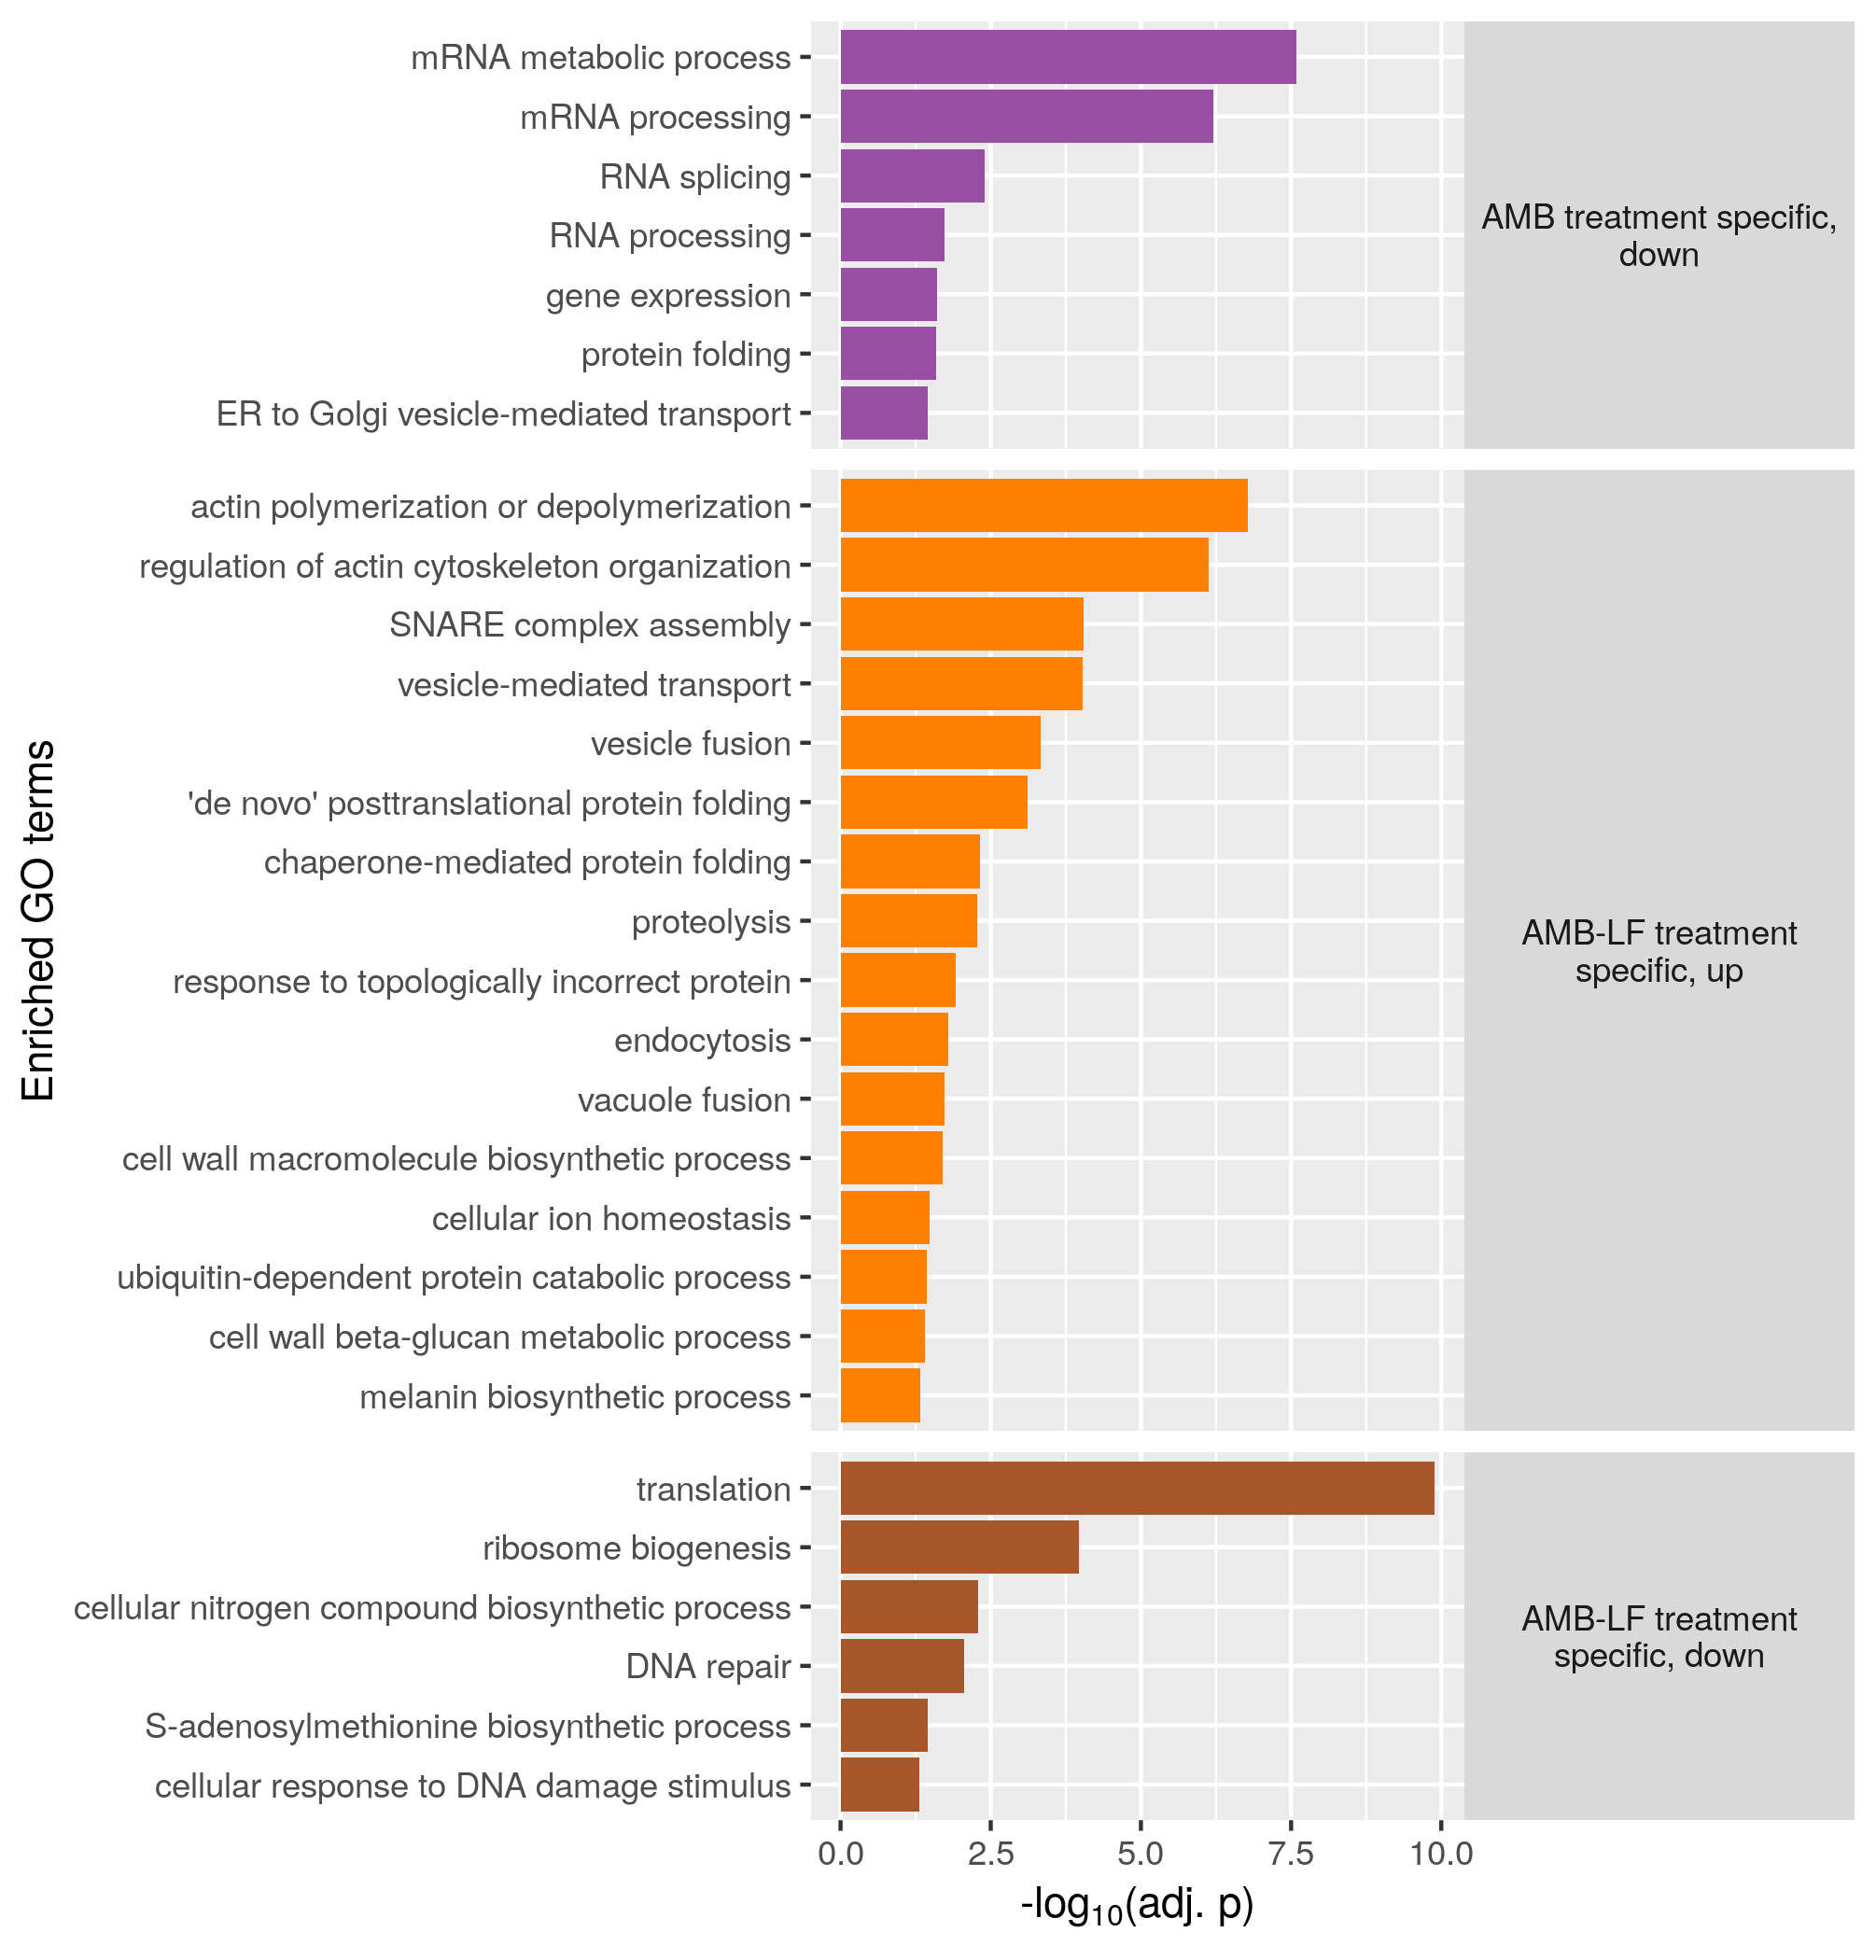 mRNA metabolic process
mRNA processing
RNA splicing
RNA processing
gene expression
protein folding
ER to Golgi vesicle-mediated transport
AMB treatment specific,
down
actin polymerization or depolymerization
regulation of actin cytoskeleton organization
SNARE complex assembly
vesicle-mediated transport
vesicle fusion
'de novo' posttranslational protein folding
chaperone-mediated protein folding
proteolysis
response to topologically incorrect protein
endocytosis
vacuole fusion
cell wall macromolecule biosynthetic process
cellular ion homeostasis
ubiquitin-dependent protein catabolic process
cell wall beta-glucan metabolic process
melanin biosynthetic process
AMB-LF treatment
specific, up
translation
ribosome biogenesis
cellular nitrogen compound biosynthetic process
DNA repair
S-adenosylmethionine biosynthetic process
cellular response to DNA damage stimulus
AMB-LF treatment
specific, down
Enriched GO terms
0.0 2.5 5.0 7.5 10.0
-log₁₀(adj. p)